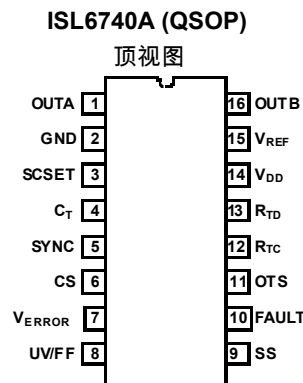 ISL6740A (QSOP)
顶视图
OUTA 1 16 OUTB
GND 2 15 VREF
SCSET 3 14 VDD
CT 4 13 RTD
SYNC 5 12 RTC
CS 6 11 OTS
VERROR 7 10 FAULT
UV/FF 8 9 SS